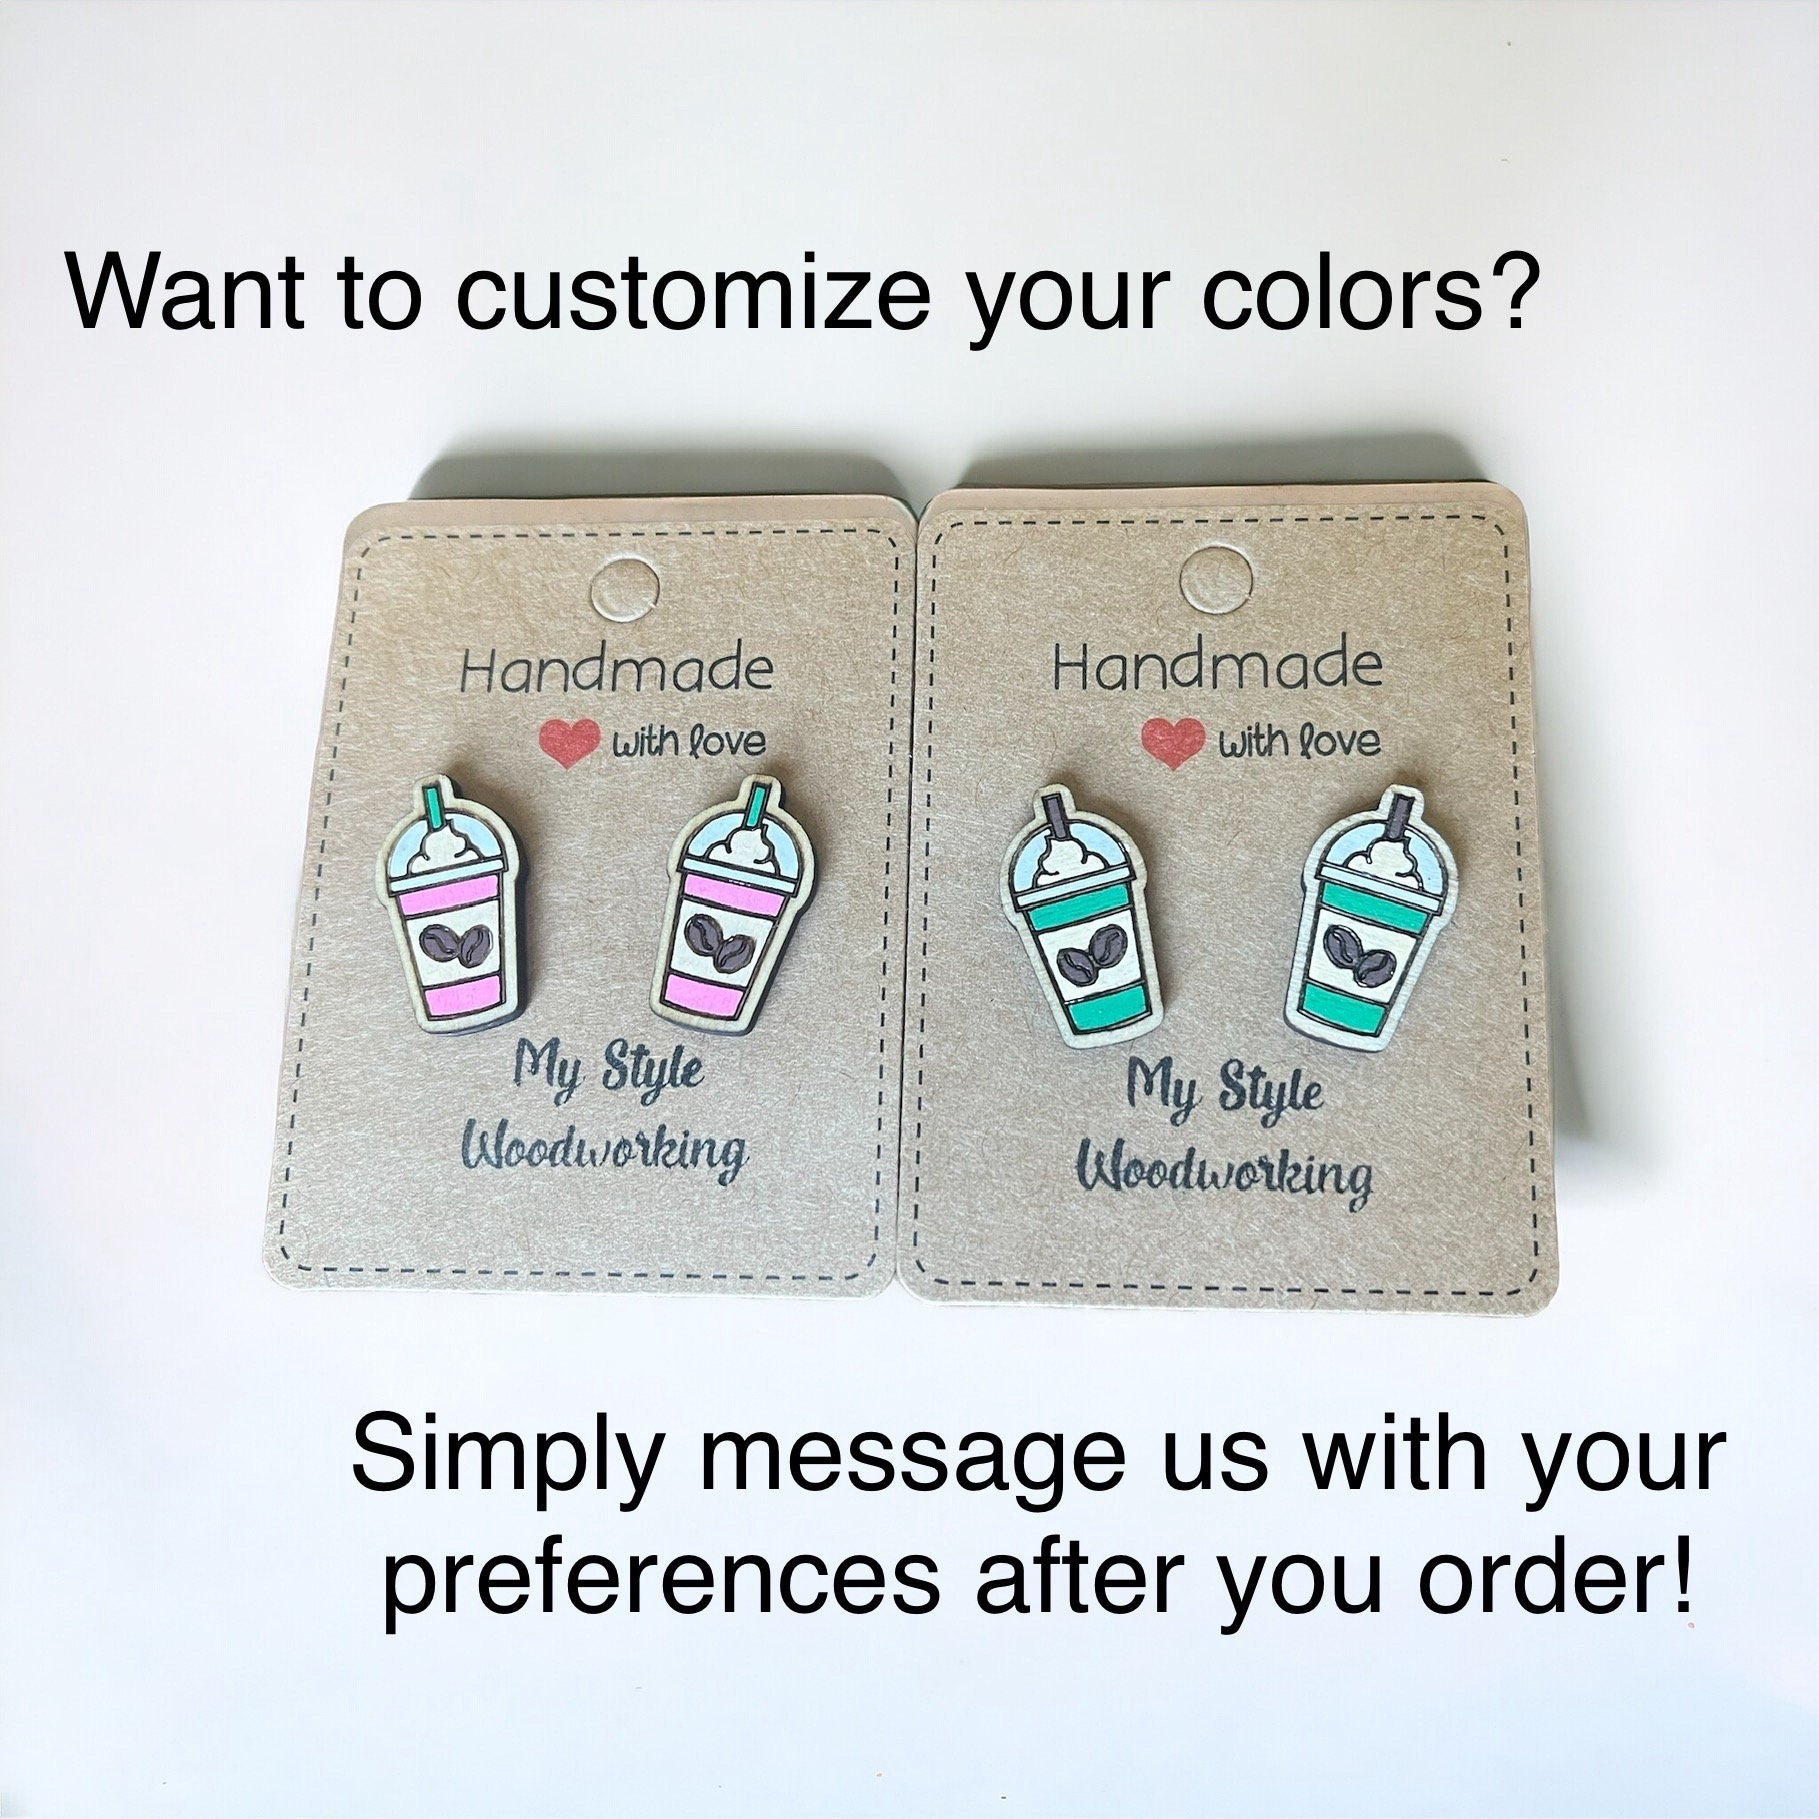 Want to customize your colors?
Handmade
with love
My Style
Woodworking
Handmade
with love
My Style
Woodworking
Simply message us with your
preferences after you order!